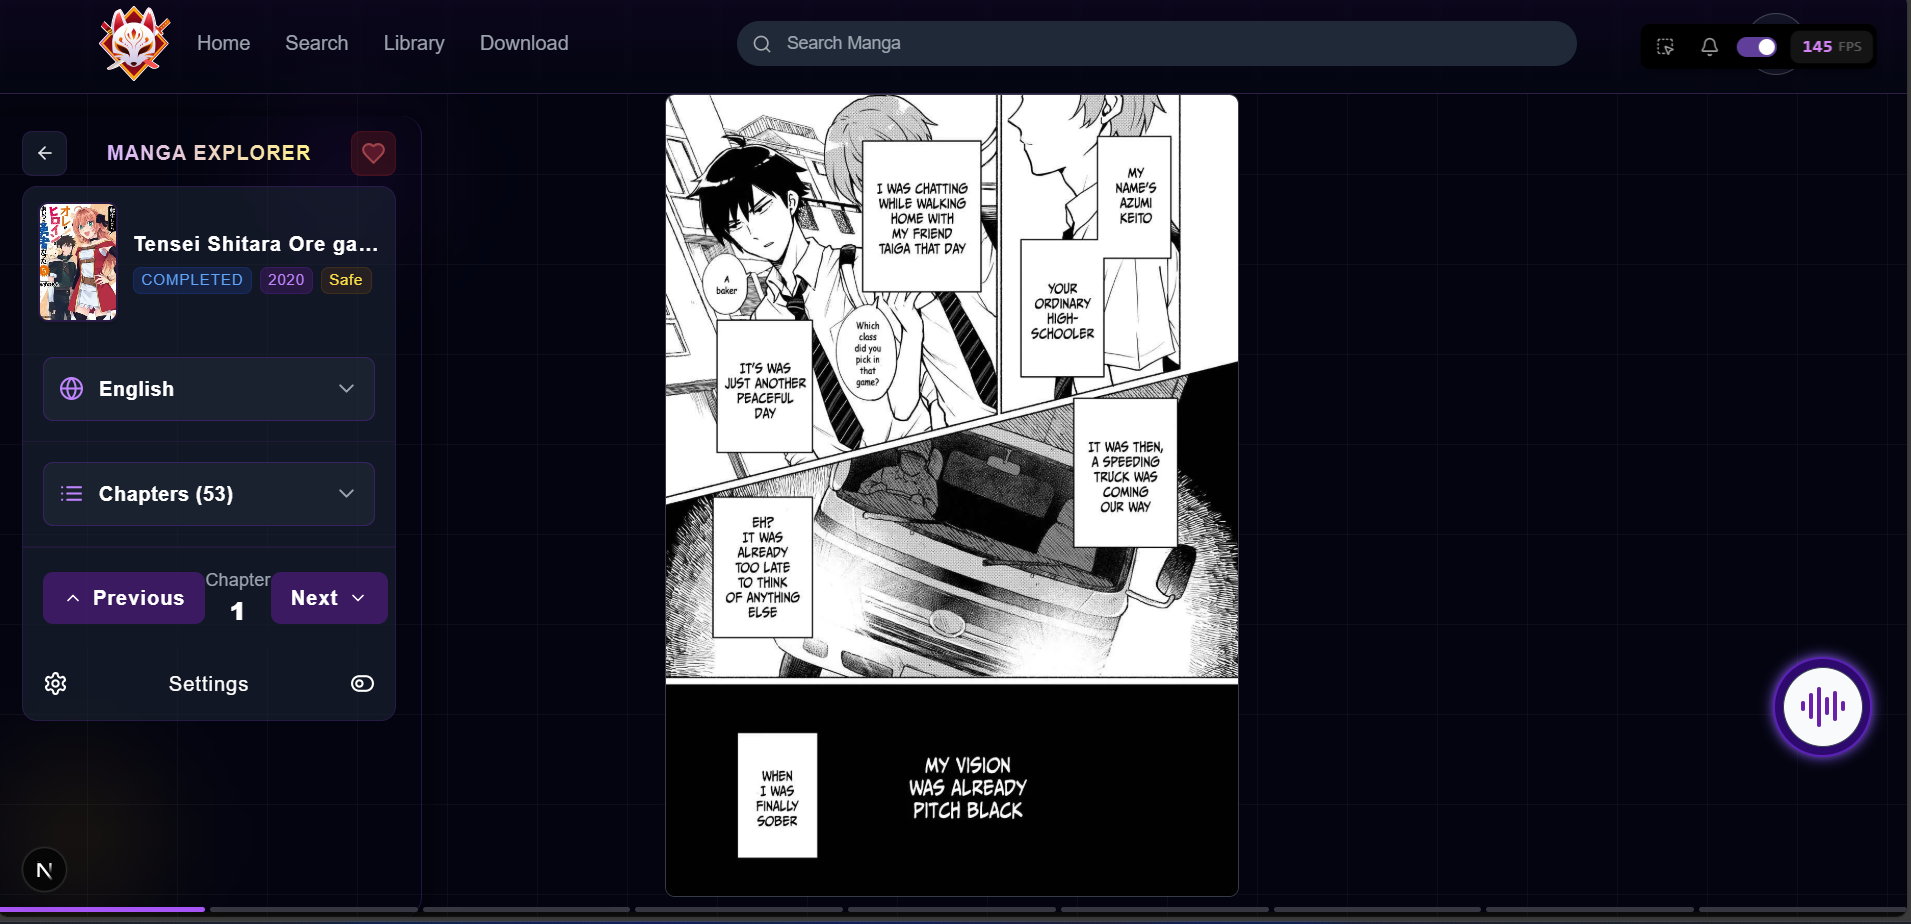 Home
Search
Library
Download
Search Manga
145 FPS
MANGA EXPLORER
Tensei Shitara Ore ga...
COMPLETED
2020
Safe
English
Chapters (53)
Previous
Chapter
1
Next
Settings
N
MY
NAME'S
AZUMI
KEITO
YOUR
ORDINARY
HIGH-
SCHOOLER
I WAS CHATTING
WHILE WALKING
HOME WITH
MY FRIEND
TAIGA THAT DAY
Which
class
did you
pick in
that
game?
A
baker
IT'S WAS
JUST ANOTHER
PEACEFUL
DAY
IT WAS THEN,
A SPEEDING
TRUCK WAS
COMING
OUR WAY
EH?
IT WAS
ALREADY
TOO LATE
TO THINK
OF ANYTHING
ELSE
WHEN
I WAS
FINALLY
SOBER
MY VISION
WAS ALREADY
PITCH BLACK